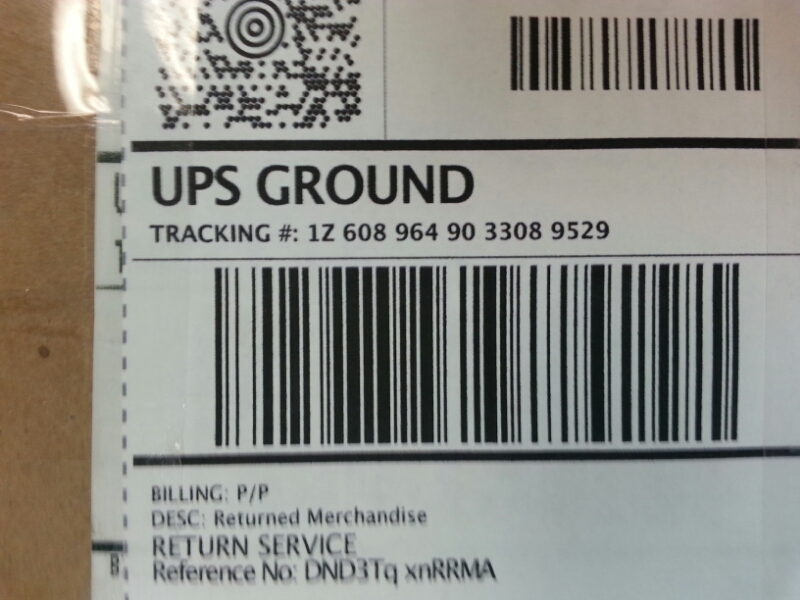 UPS GROUND
TRACKING #: 1Z 608 964 90 3308 9529
BILLING: P/P
DESC: Returned Merchandise
RETURN SERVICE
Reference No: DND3Tq xnRRMA
B